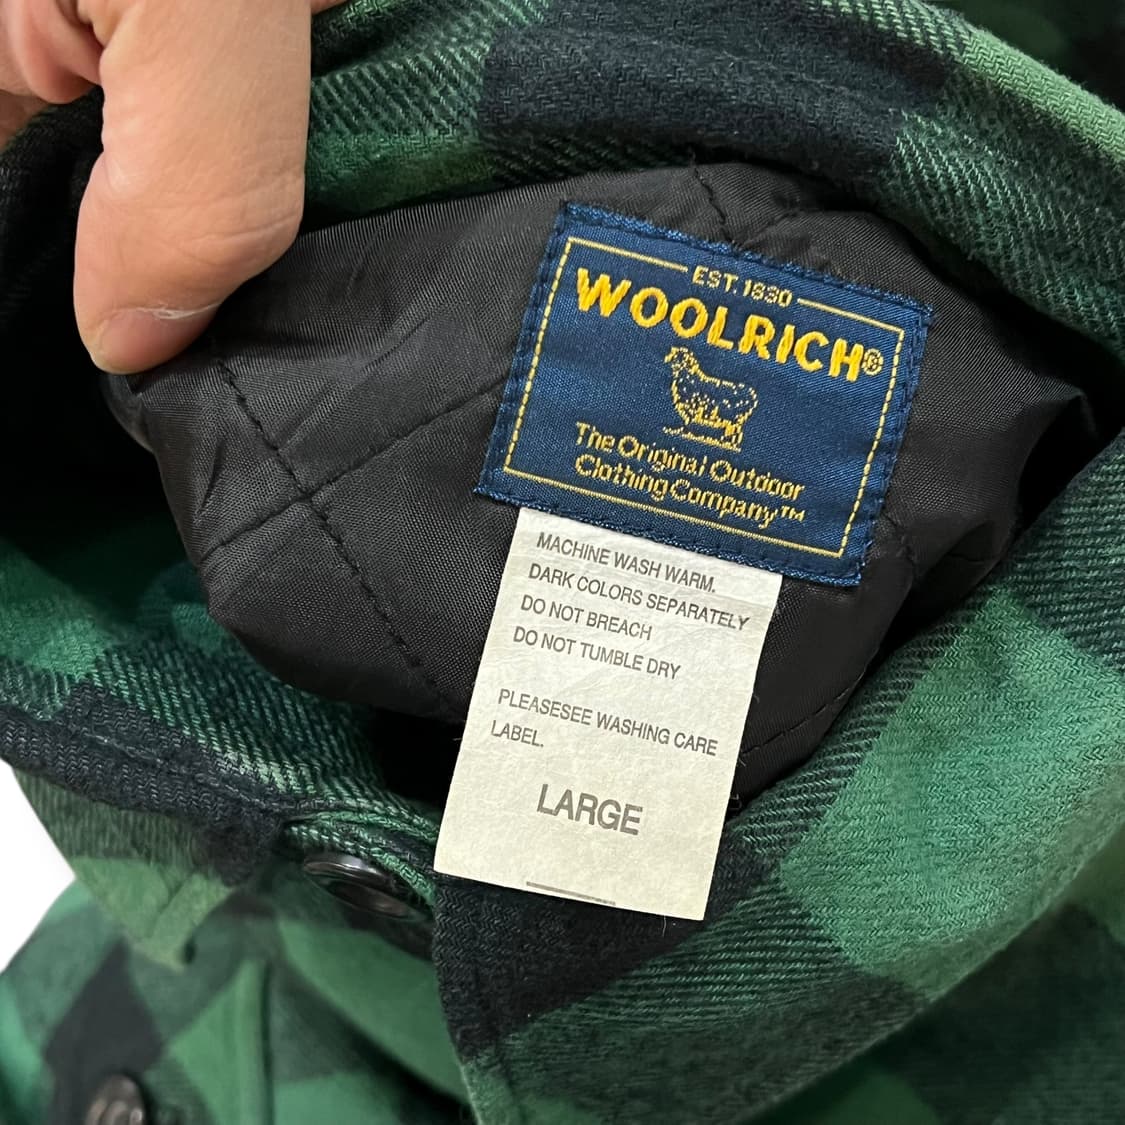 EST. 1830
WOOLRICH®
The Original Outdoor
Clothing Company™
MACHINE WASH WARM.
DARK COLORS SEPARATELY
DO NOT BREACH
DO NOT TUMBLE DRY
PLEASESEE WASHING CARE
LABEL.
LARGE